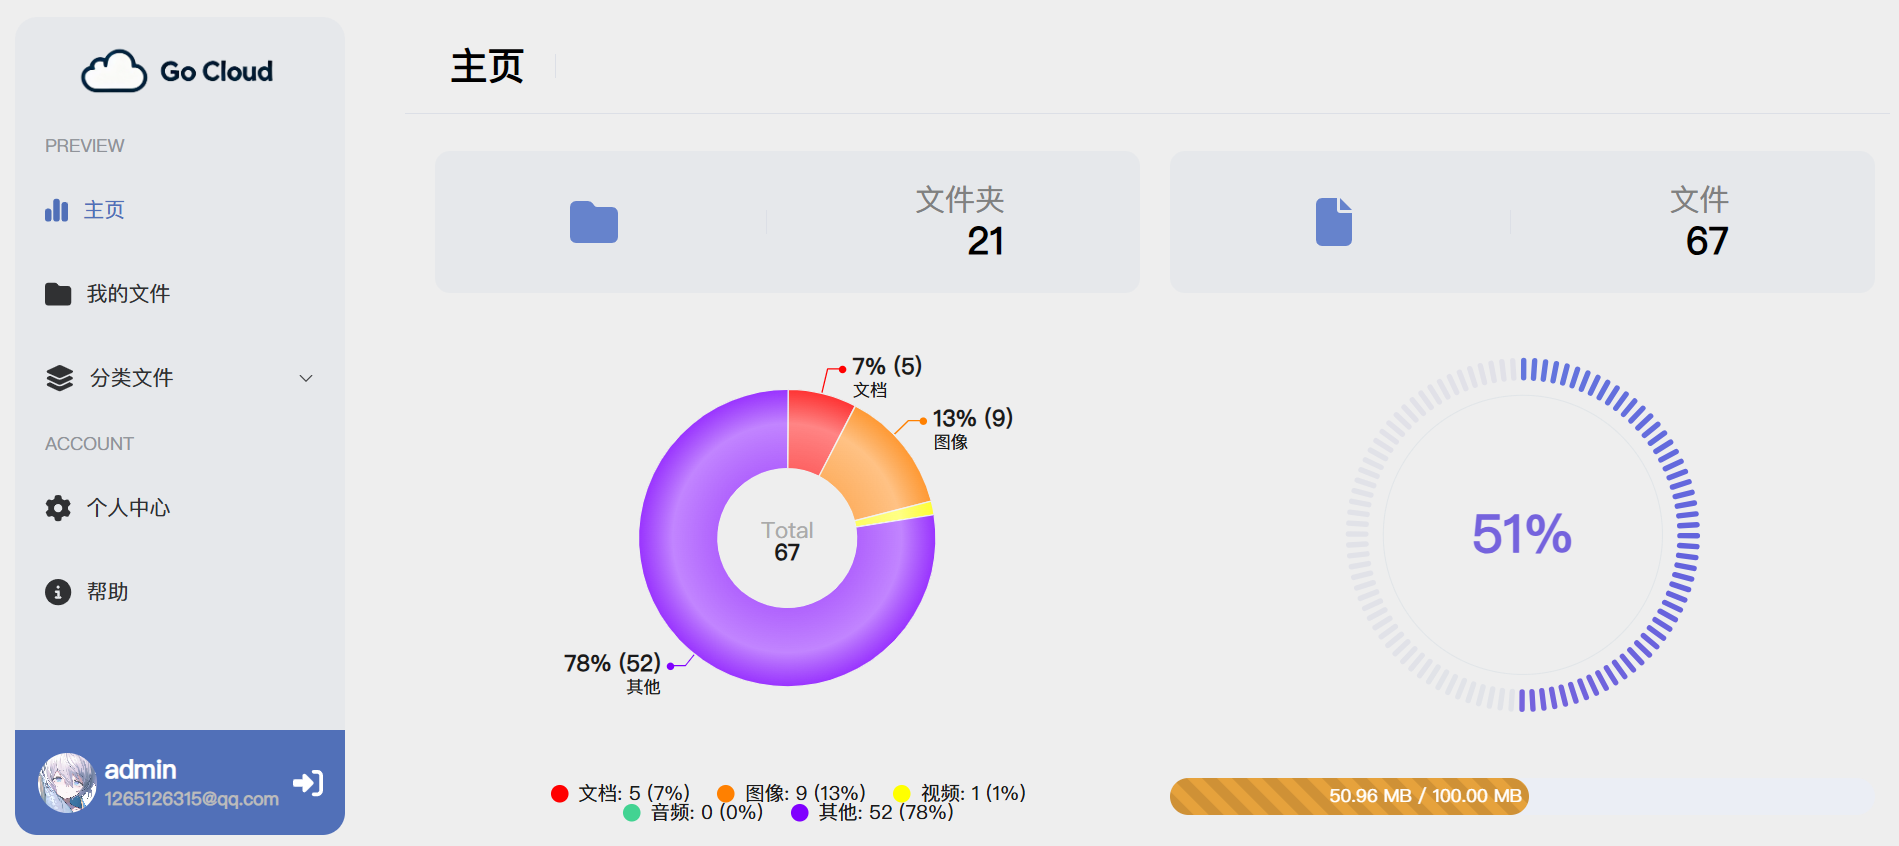 Go Cloud
PREVIEW
主页
我的文件
分类文件
ACCOUNT
个人中心
帮助
admin
1265126315@qq.com
主页
文件夹
21
文件
67
7% (5)
文档
13% (9)
图像
Total
67
78% (52)
其他
文档: 5 (7%) 图像: 9 (13%) 视频: 1 (1%)
音频: 0 (0%) 其他: 52 (78%)
51%
50.96 MB / 100.00 MB